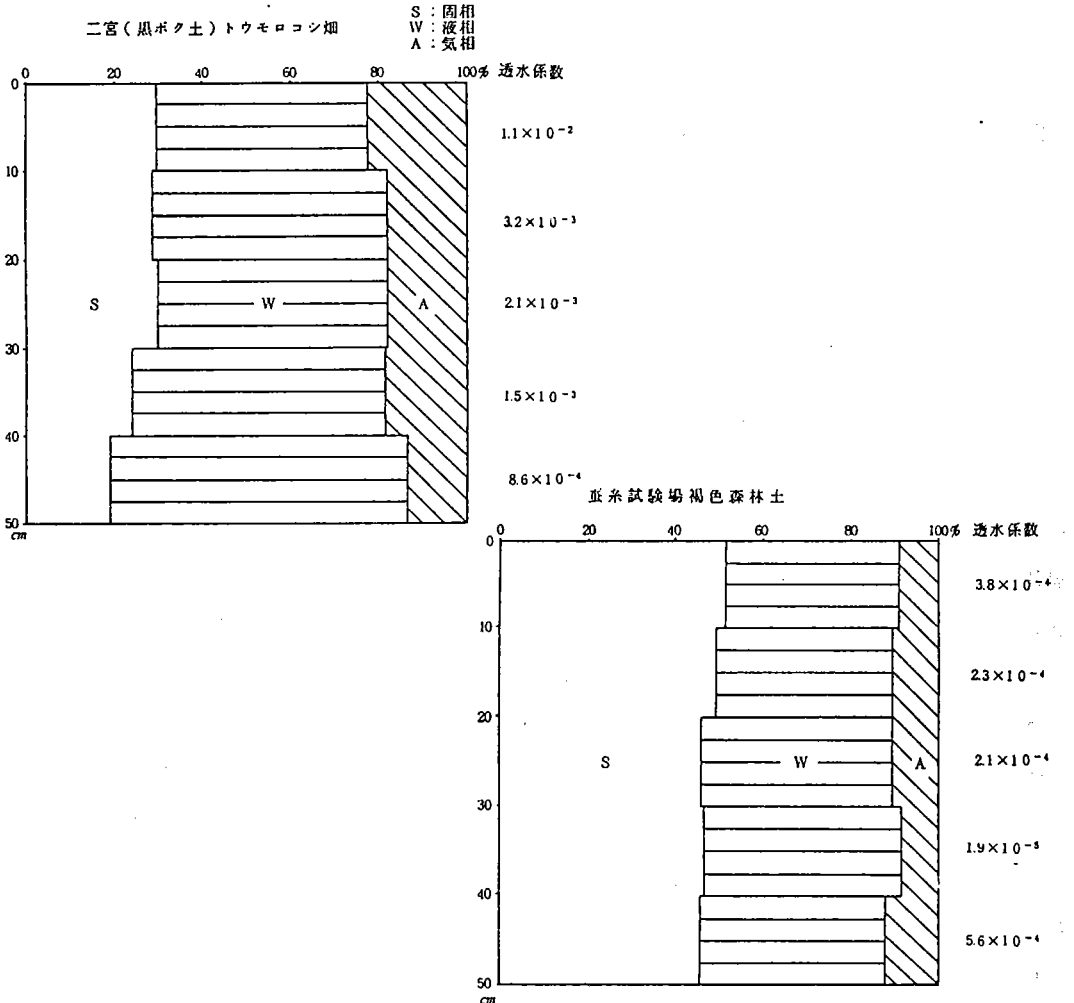 二宮(黒ボク土)トウモロコシ畑
S:固相
W:液相
A:気相
0 20 40 60 80 100% 透水係数
0
10
20
30
40
50
cm
S W A
1.1×10⁻²
3.2×10⁻³
2.1×10⁻³
1.5×10⁻³
8.6×10⁻⁴
蚕糸試験場褐色森林土
0 20 40 60 80 100% 透水係数
0
10
20
30
40
50
cm
S W A
3.8×10⁻⁴
2.3×10⁻⁴
2.1×10⁻⁴
1.9×10⁻⁵
5.6×10⁻⁴